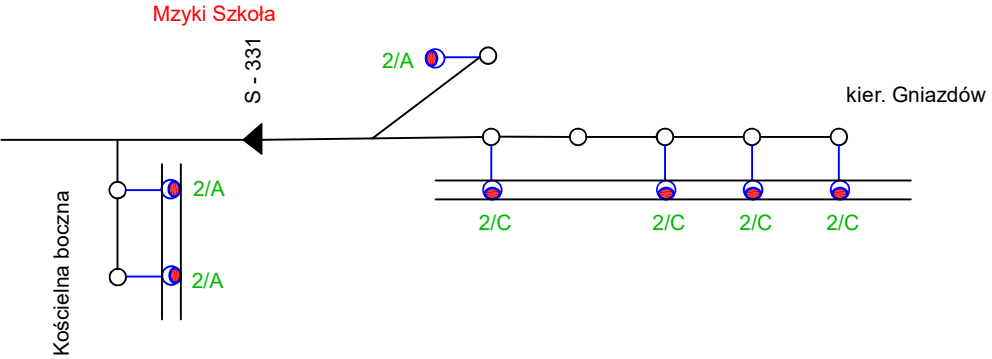 Mzyki Szkoła
S - 331
2/A
kier. Gniazdów
2/A
2/C
2/C
2/C
2/C
2/A
Kościelna boczna